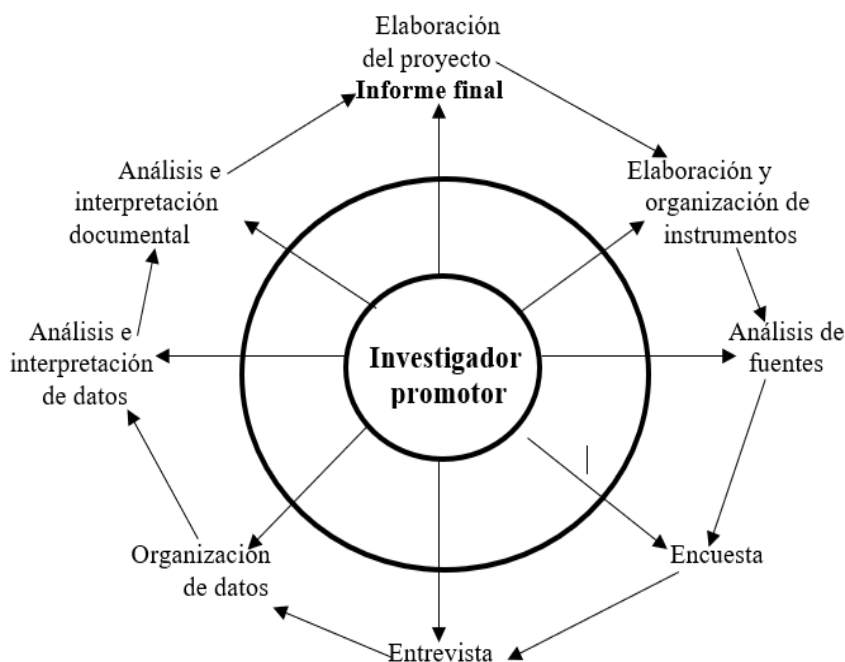 Elaboración
del proyecto
Informe final
Elaboración y
organización de
instrumentos
Análisis de
fuentes
Encuesta
Entrevista
Organización
de datos
Análisis e
interpretación
de datos
Análisis e
interpretación
documental
Investigador
promotor